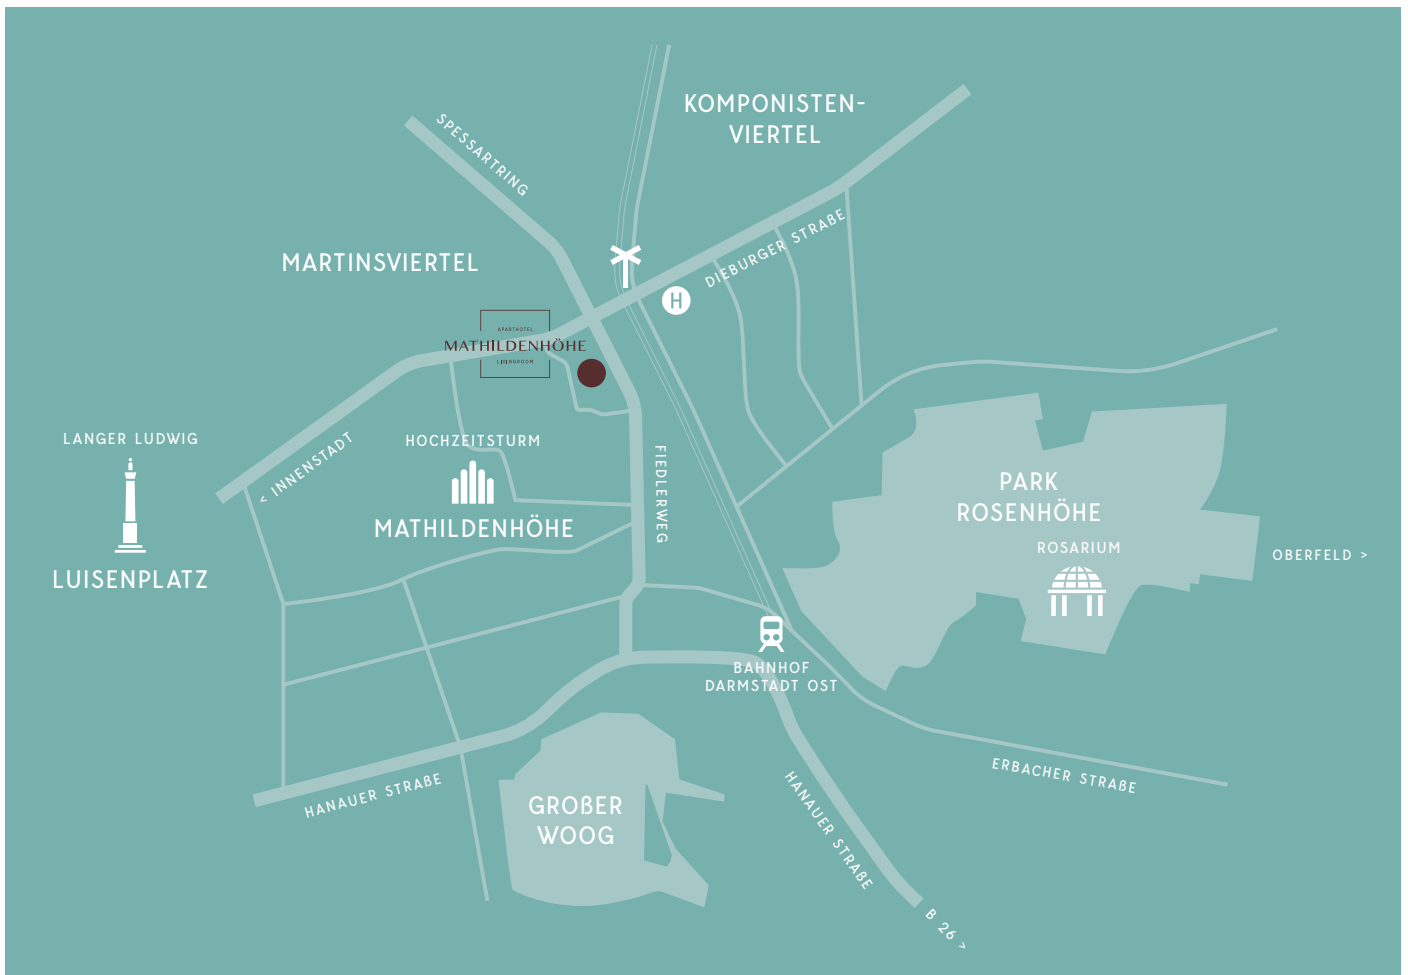 KOMPONISTEN-
VIERTEL
SPESSARTRING
DIEBURGER STRAßE
MARTINSVIERTEL
H
APARTHOTEL
MATHILDENHÖHE
LIVINGROOM
LANGER LUDWIG
LUISENPLATZ
< INNENSTADT
HOCHZEITSTURM
MATHILDENHÖHE
FIEDLERWEG
PARK
ROSENHÖHE
ROSARIUM
OBERFELD >
BAHNHOF
DARMSTADT OST
HANAUER STRAßE
GROßER
WOOG
HANAUER STRAßE
ERBACHER STRAßE
B 26 >